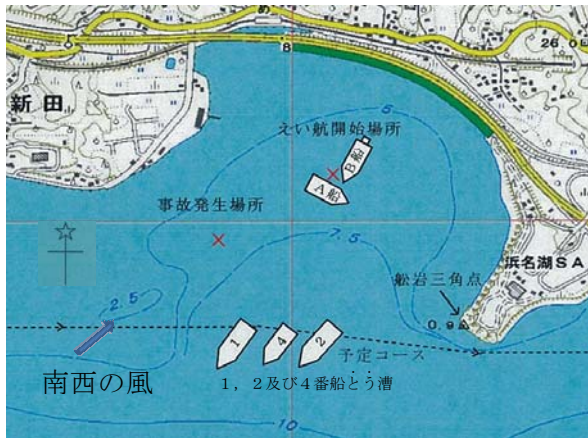 8
26.0
新田
5
えい航開始場所
B船
A船
事故発生場所
7.5
浜名湖SA
舩岩三角点
2.5
0.9
1
4
2
予定コース
南西の風
1，2及び4番船とう漕
10